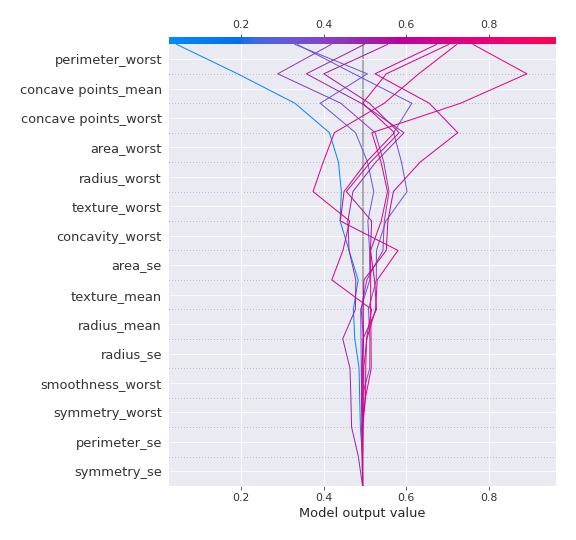 0.2 0.4 0.6 0.8
perimeter_worst
concave points_mean
concave points_worst
area_worst
radius_worst
texture_worst
concavity_worst
area_se
texture_mean
radius_mean
radius_se
smoothness_worst
symmetry_worst
perimeter_se
symmetry_se
0.2 0.4 0.6 0.8
Model output value